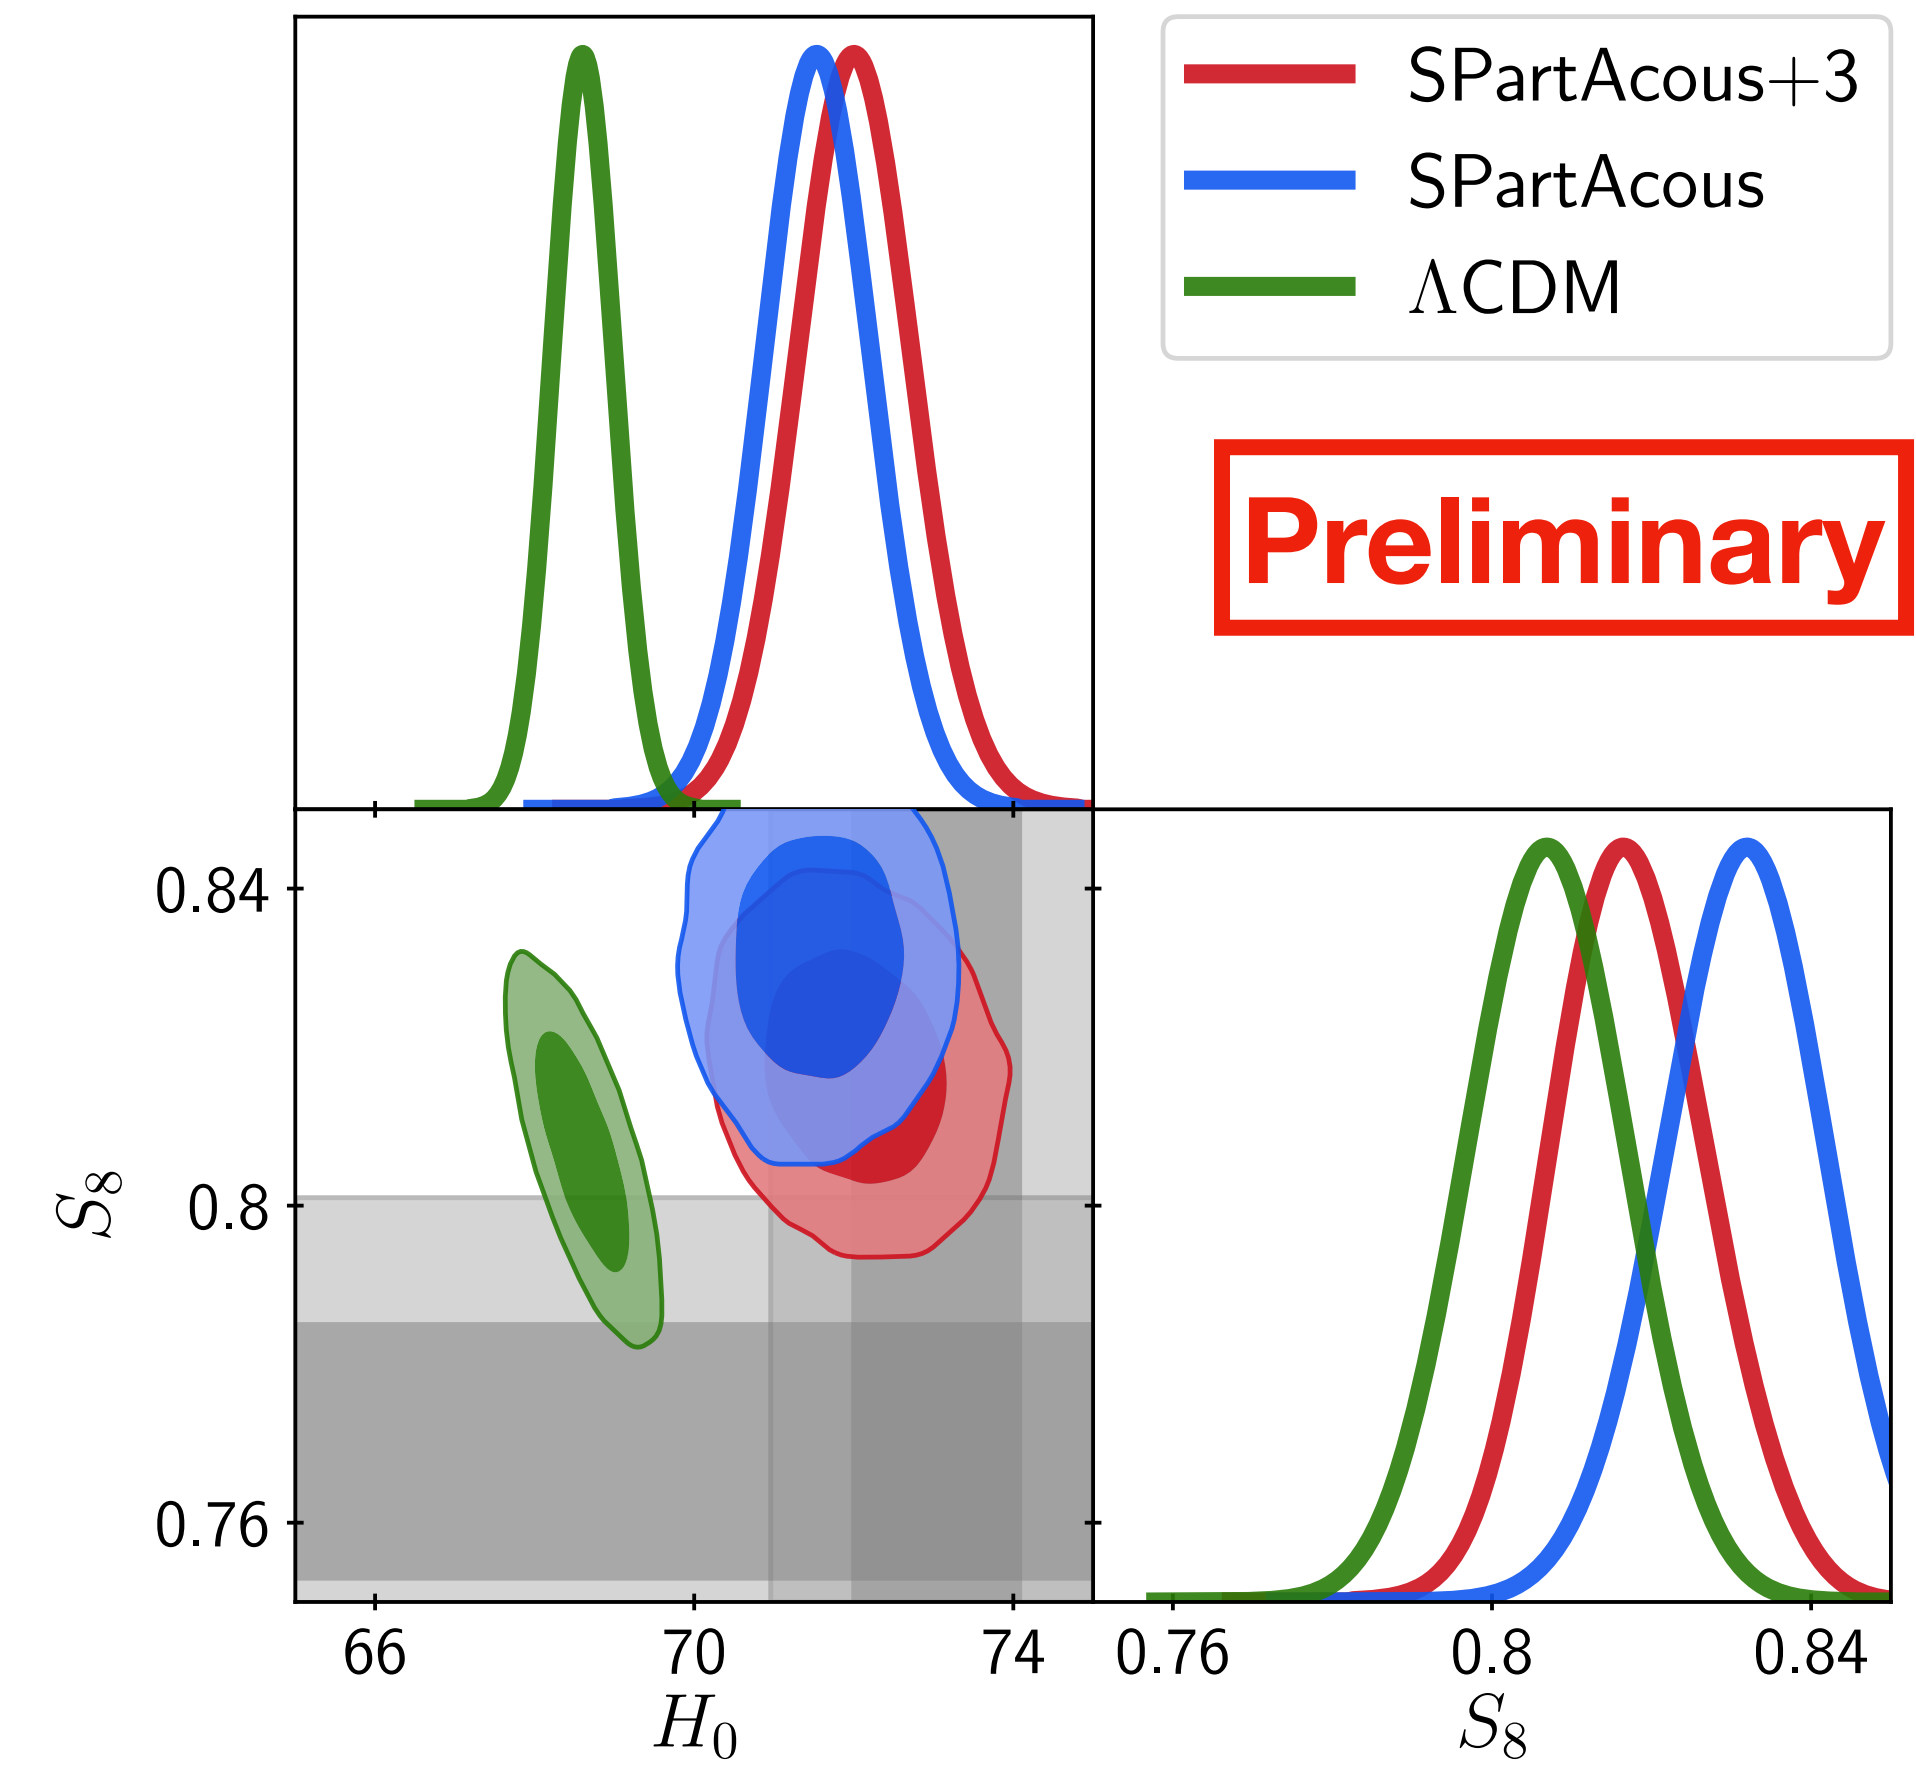 SPartAcous+3
SPartAcous
ΛCDM
Preliminary
0.84
0.8
0.76
S₈
66 70 74 0.76 0.8 0.84
H₀ S₈